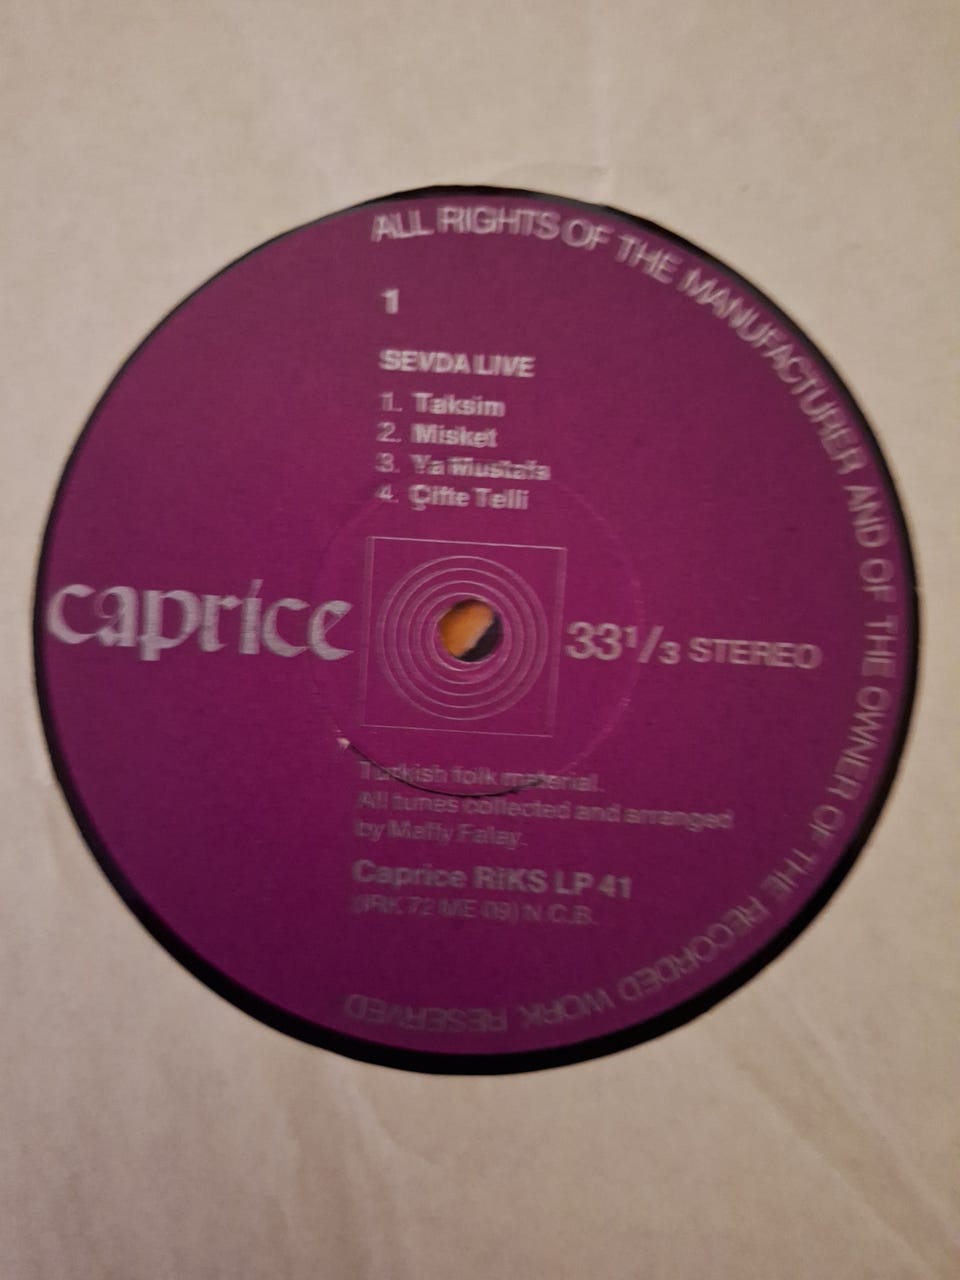 ALL RIGHTS OF THE MANUFACTURER AND OF THE OWNER OF THE RECORDED WORK RESERVED
1
SEVDA LIVE
1. Taksim
2. Misket
3. Ya Mustafa
4. Çifte Telli
caprice
33 1/3 STEREO
Turkish folk material.
All tunes collected and arranged
by Maffy Falay.
Caprice RIKS LP 41
(IRK 72 ME 09) N.C.B.